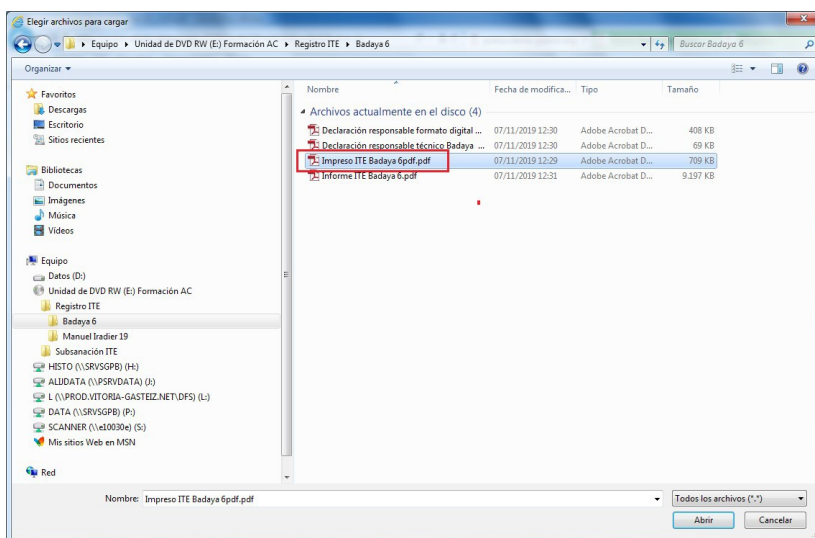 Elegir archivos para cargar
Equipo Unidad de DVD RW (E:) Formación AC Registro ITE Badaya 6
Buscar Badaya 6
Organizar
Favoritos
Descargas
Escritorio
Sitios recientes
Bibliotecas
Documentos
Imágenes
Música
Vídeos
Equipo
Datos (D:)
Unidad de DVD RW (E:) Formación AC
Registro ITE
Badaya 6
Manuel Iradier 19
Subsanación ITE
HISTO (\\SRVSGPB) (H:)
ALIJDATA (\\PSRVDATA) (J:)
L (\\PROD.VITORIA-GASTEIZ.NET\DFS) (L:)
DATA (\\SRVSGPB) (P:)
SCANNER (\\e10030e) (S:)
Mis sitios Web en MSN
Red
Nombre Fecha de modifica... Tipo Tamaño
Archivos actualmente en el disco (4)
Declaración responsable formato digital ... 07/11/2019 12:30 Adobe Acrobat D... 408 KB
Declaración responsable técnico Badaya ... 07/11/2019 12:30 Adobe Acrobat D... 69 KB
Impreso ITE Badaya 6pdf.pdf 07/11/2019 12:29 Adobe Acrobat D... 709 KB
Informe ITE Badaya 6.pdf 07/11/2019 12:31 Adobe Acrobat D... 9.197 KB
Nombre: Impreso ITE Badaya 6pdf.pdf
Todos los archivos (*.*)
Abrir Cancelar